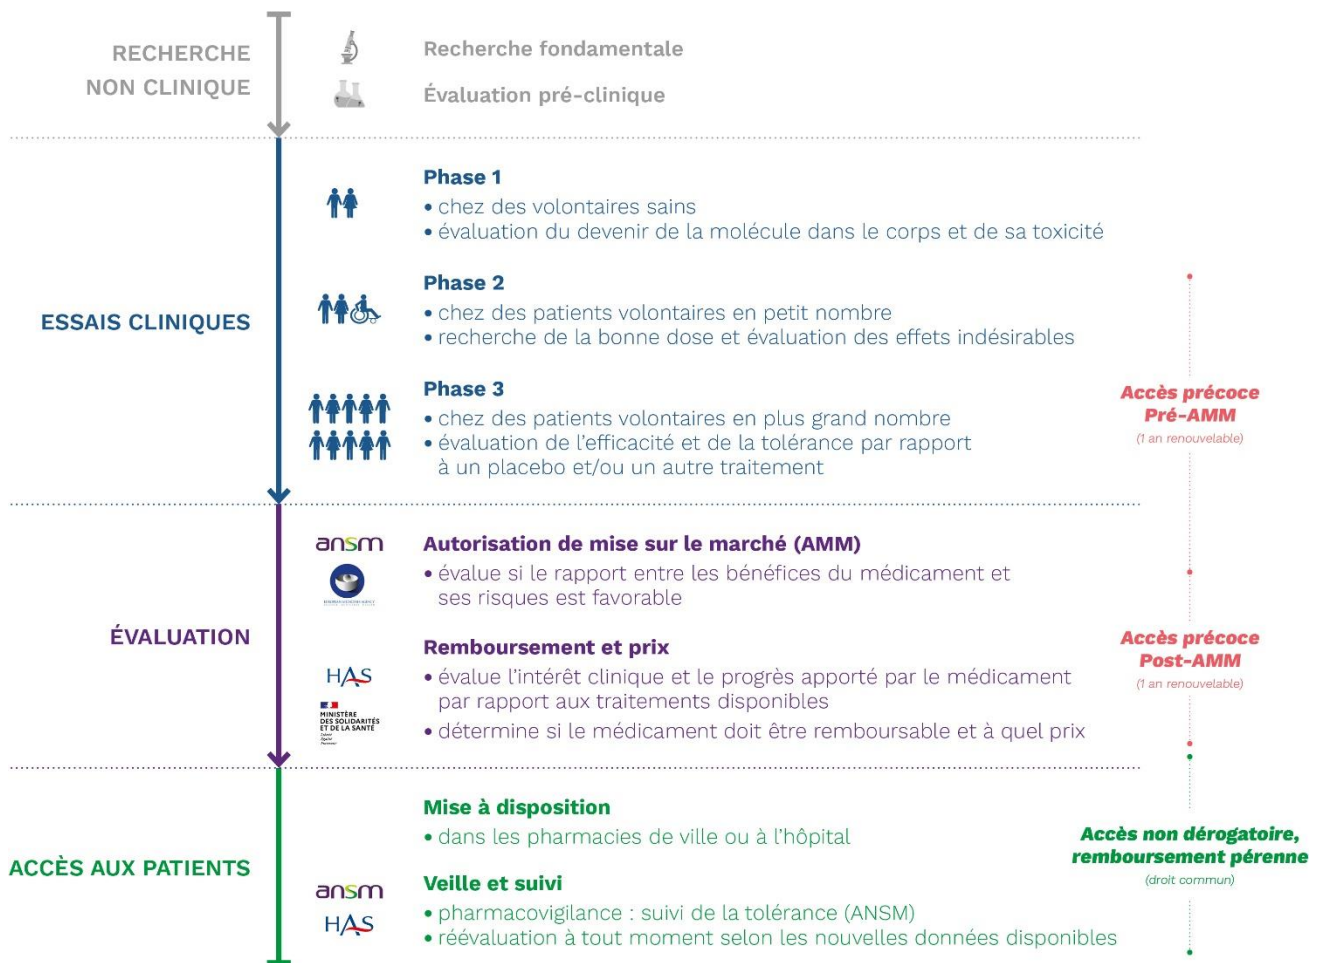 RECHERCHE
NON CLINIQUE
Recherche fondamentale
Évaluation pré-clinique
ESSAIS CLINIQUES
Phase 1
• chez des volontaires sains
• évaluation du devenir de la molécule dans le corps et de sa toxicité
Phase 2
• chez des patients volontaires en petit nombre
• recherche de la bonne dose et évaluation des effets indésirables
Phase 3
• chez des patients volontaires en plus grand nombre
• évaluation de l'efficacité et de la tolérance par rapport
à un placebo et/ou un autre traitement
Accès précoce
Pré-AMM
(1 an renouvelable)
ÉVALUATION
ansm
Autorisation de mise sur le marché (AMM)
• évalue si le rapport entre les bénéfices du médicament et
ses risques est favorable
Remboursement et prix
HAS
• évalue l'intérêt clinique et le progrès apporté par le médicament
par rapport aux traitements disponibles
MINISTÈRE
DES SOLIDARITÉS
ET DE LA SANTÉ
• détermine si le médicament doit être remboursable et à quel prix
Accès précoce
Post-AMM
(1 an renouvelable)
ACCÈS AUX PATIENTS
Mise à disposition
• dans les pharmacies de ville ou à l'hôpital
ansm
HAS
Veille et suivi
• pharmacovigilance : suivi de la tolérance (ANSM)
• réévaluation à tout moment selon les nouvelles données disponibles
Accès non dérogatoire,
remboursement pérenne
(droit commun)